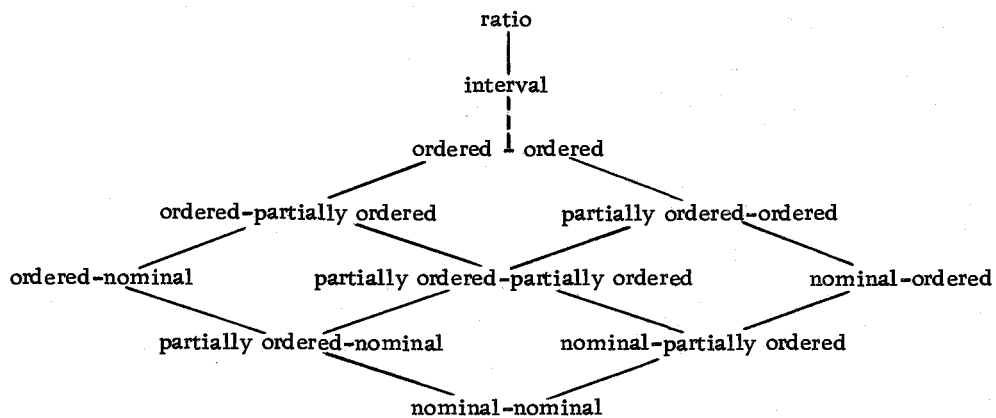 ratio
interval
ordered - ordered
ordered-partially ordered
partially ordered-ordered
ordered-nominal
partially ordered-partially ordered
nominal-ordered
partially ordered-nominal
nominal-partially ordered
nominal-nominal